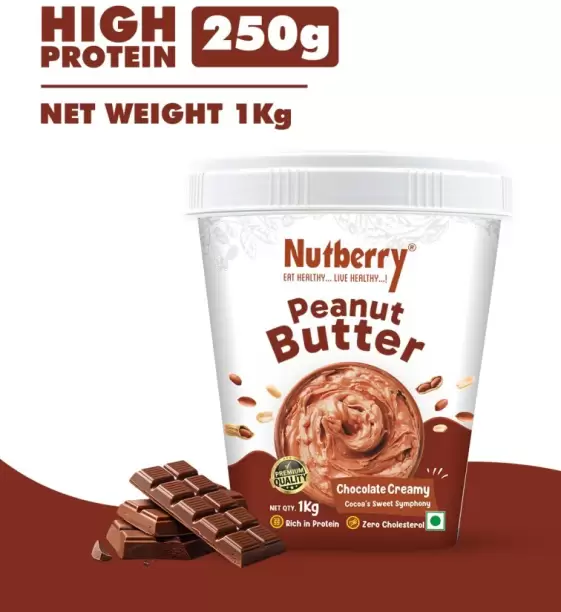 HIGH
PROTEIN
250g
NET WEIGHT 1Kg
Nutberry®
EAT HEALTHY... LIVE HEALTHY...!
Peanut
Butter
PREMIUM
QUALITY
Chocolate Creamy
Cocoa's Sweet Symphony
NET QTY. 1Kg
Rich in Protein
Zero Cholesterol